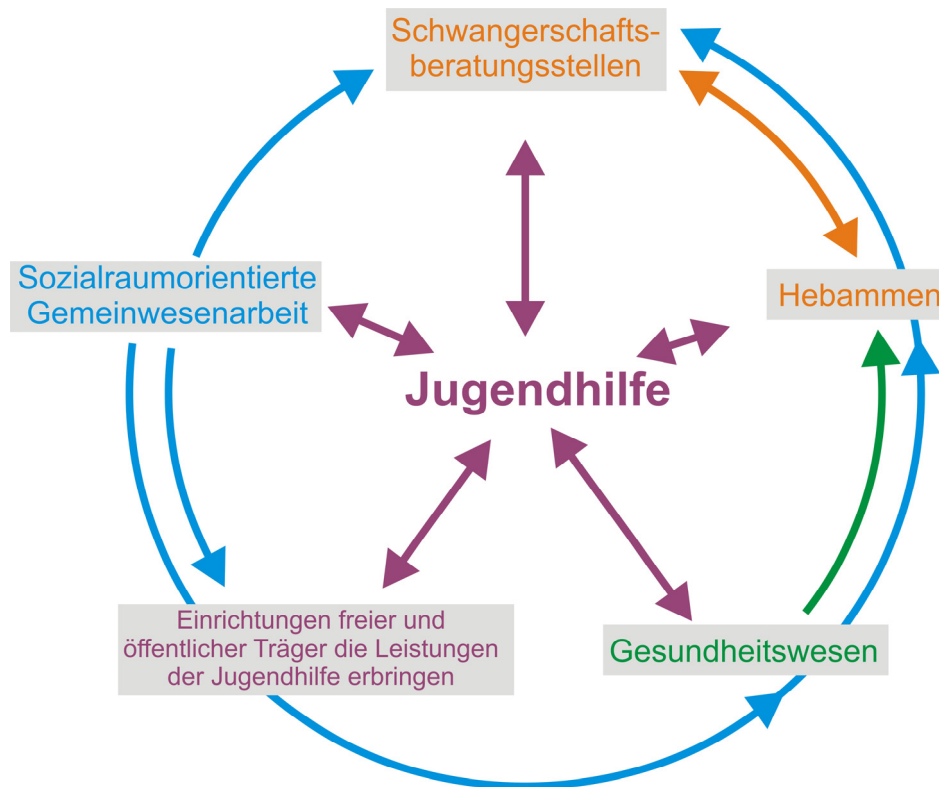 Schwangerschafts-
beratungsstellen
Sozialraumorientierte
Gemeinwesenarbeit
Hebammen
Jugendhilfe
Einrichtungen freier und
öffentlicher Träger die Leistungen
der Jugendhilfe erbringen
Gesundheitswesen